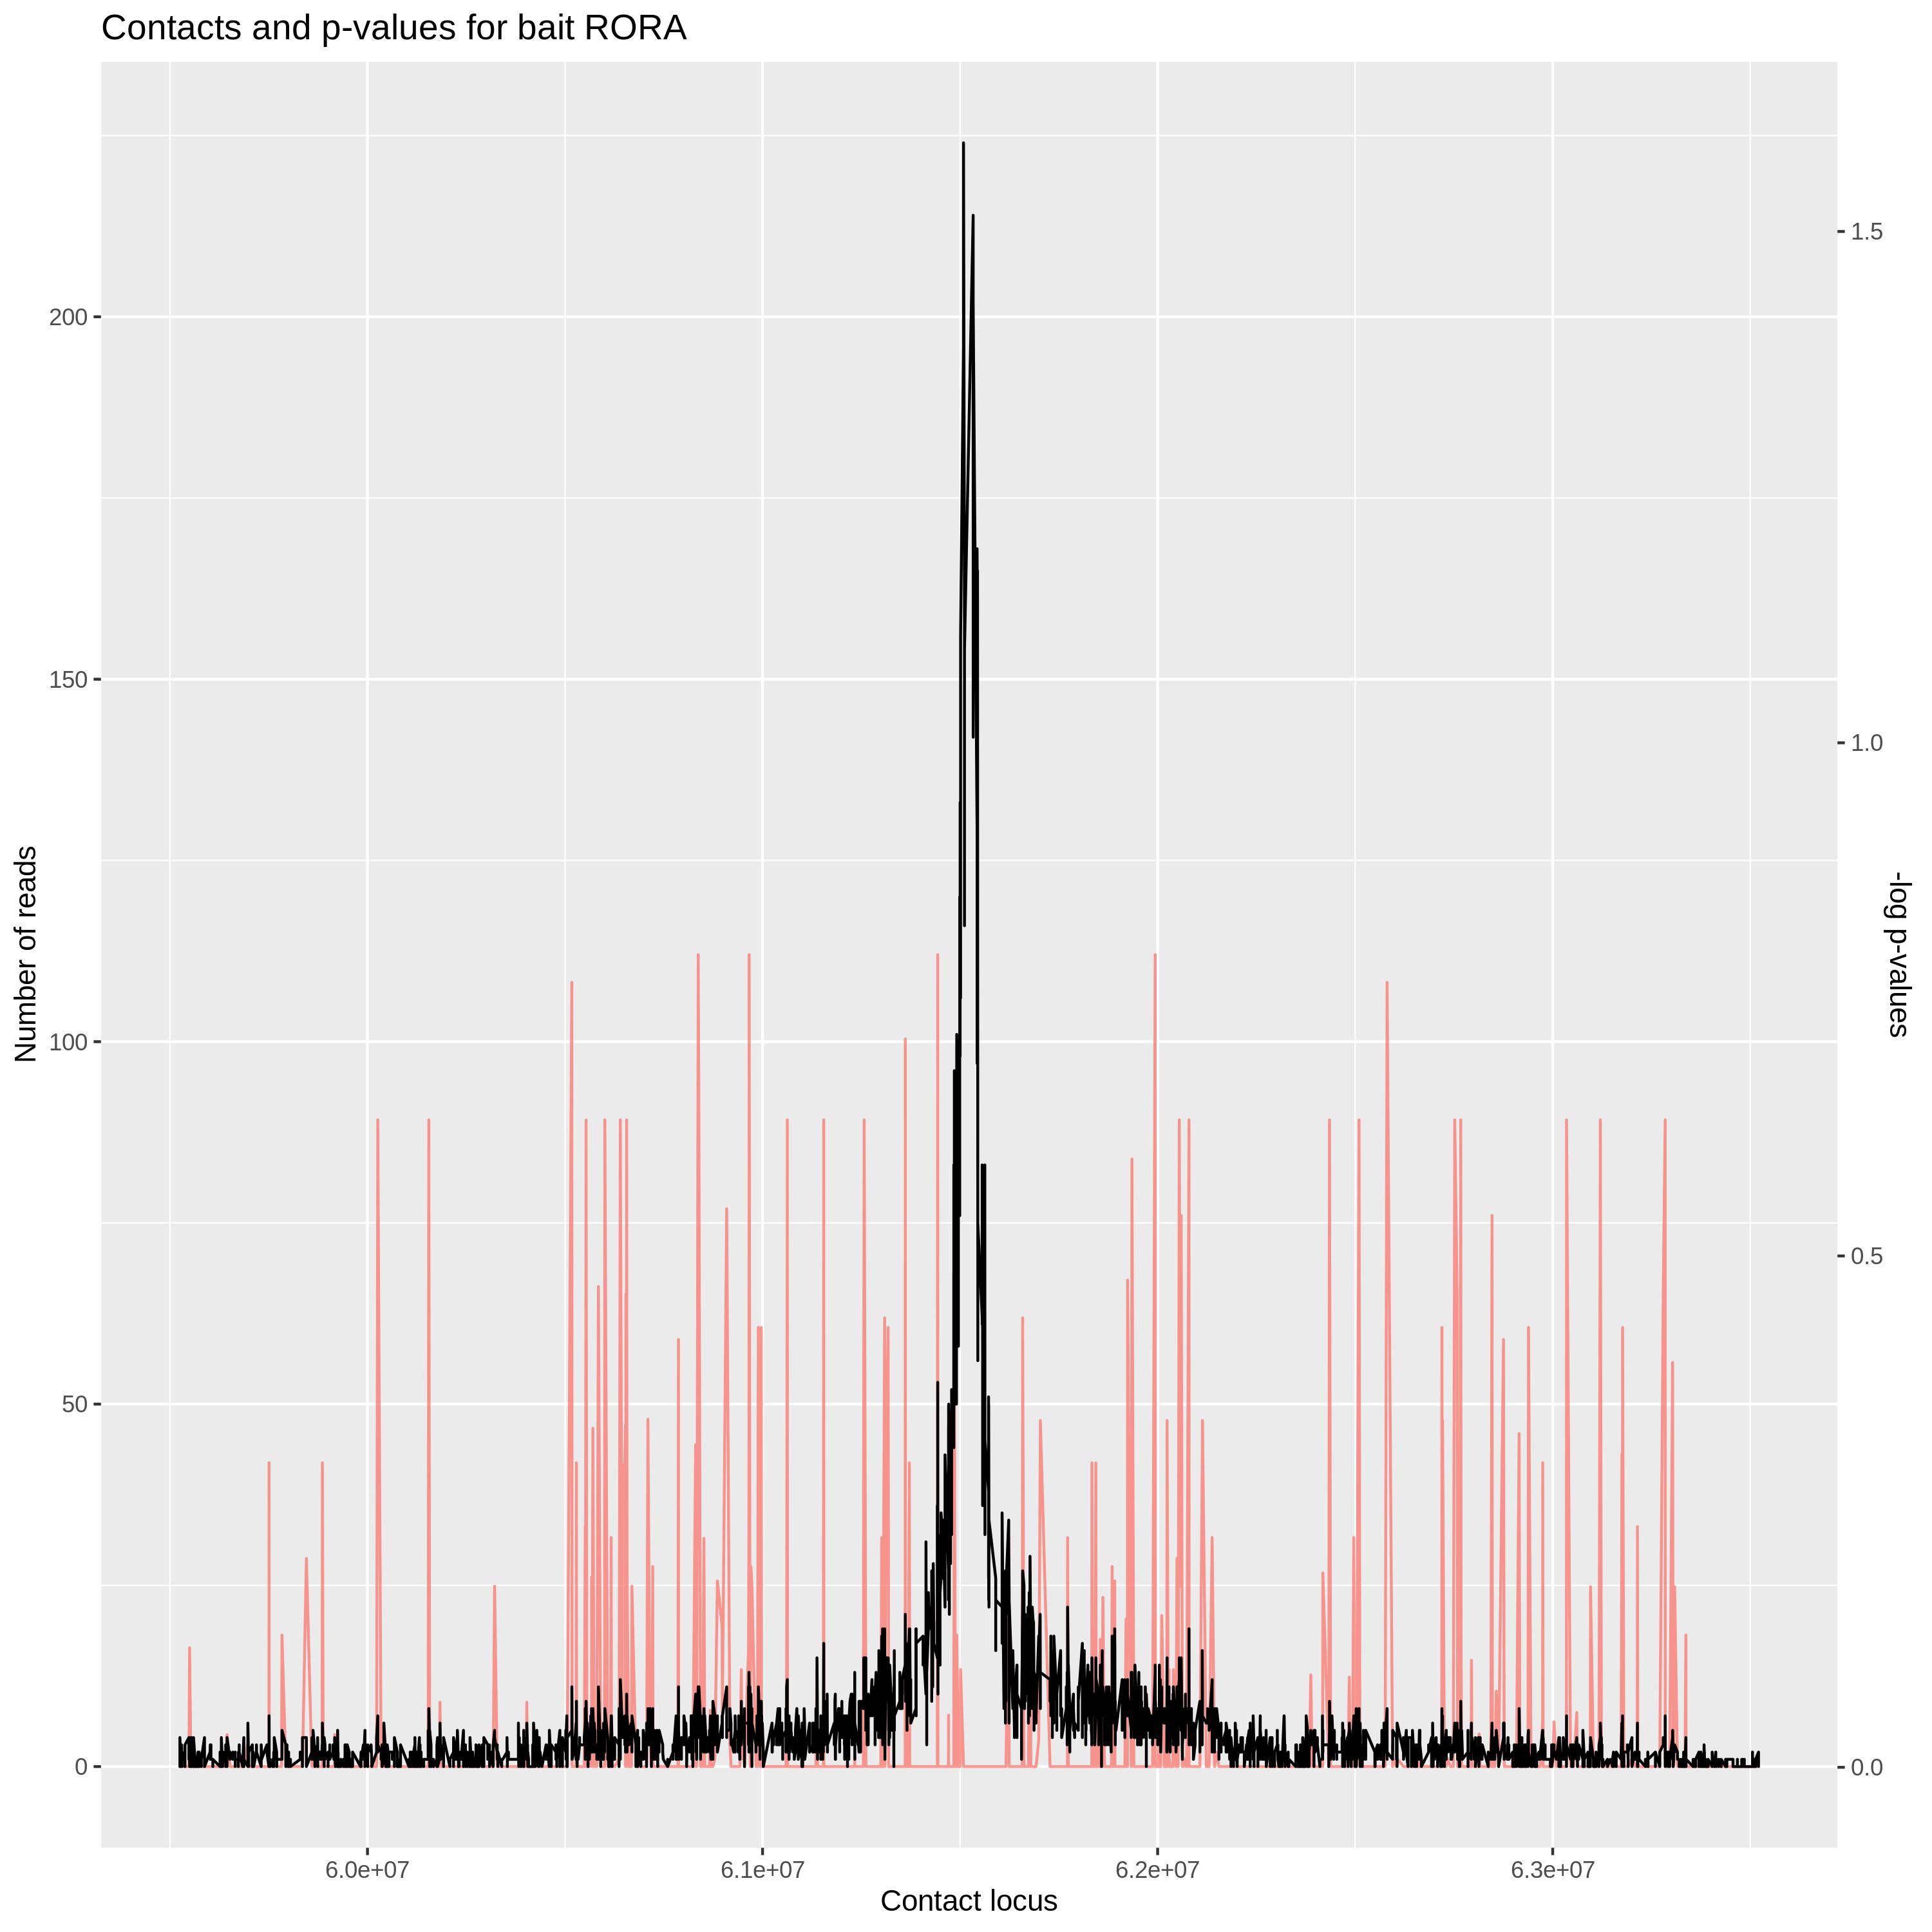 Contacts and p-values for bait RORA
200
150
100
50
0
Number of reads
1.5
1.0
0.5
0.0
-log p-values
6.0e+07
6.1e+07
6.2e+07
6.3e+07
Contact locus